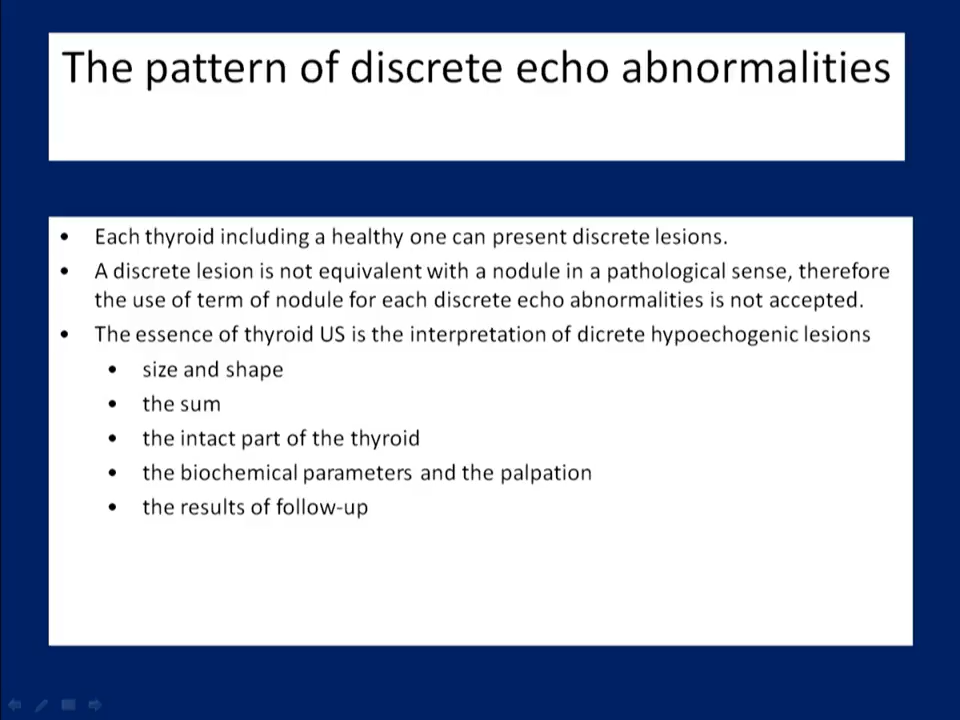 The pattern of discrete echo abnormalities
• Each thyroid including a healthy one can present discrete lesions.
• A discrete lesion is not equivalent with a nodule in a pathological sense, therefore
the use of term of nodule for each discrete echo abnormalities is not accepted.
• The essence of thyroid US is the interpretation of dicrete hypoechogenic lesions
• size and shape
• the sum
• the intact part of the thyroid
• the biochemical parameters and the palpation
• the results of follow-up